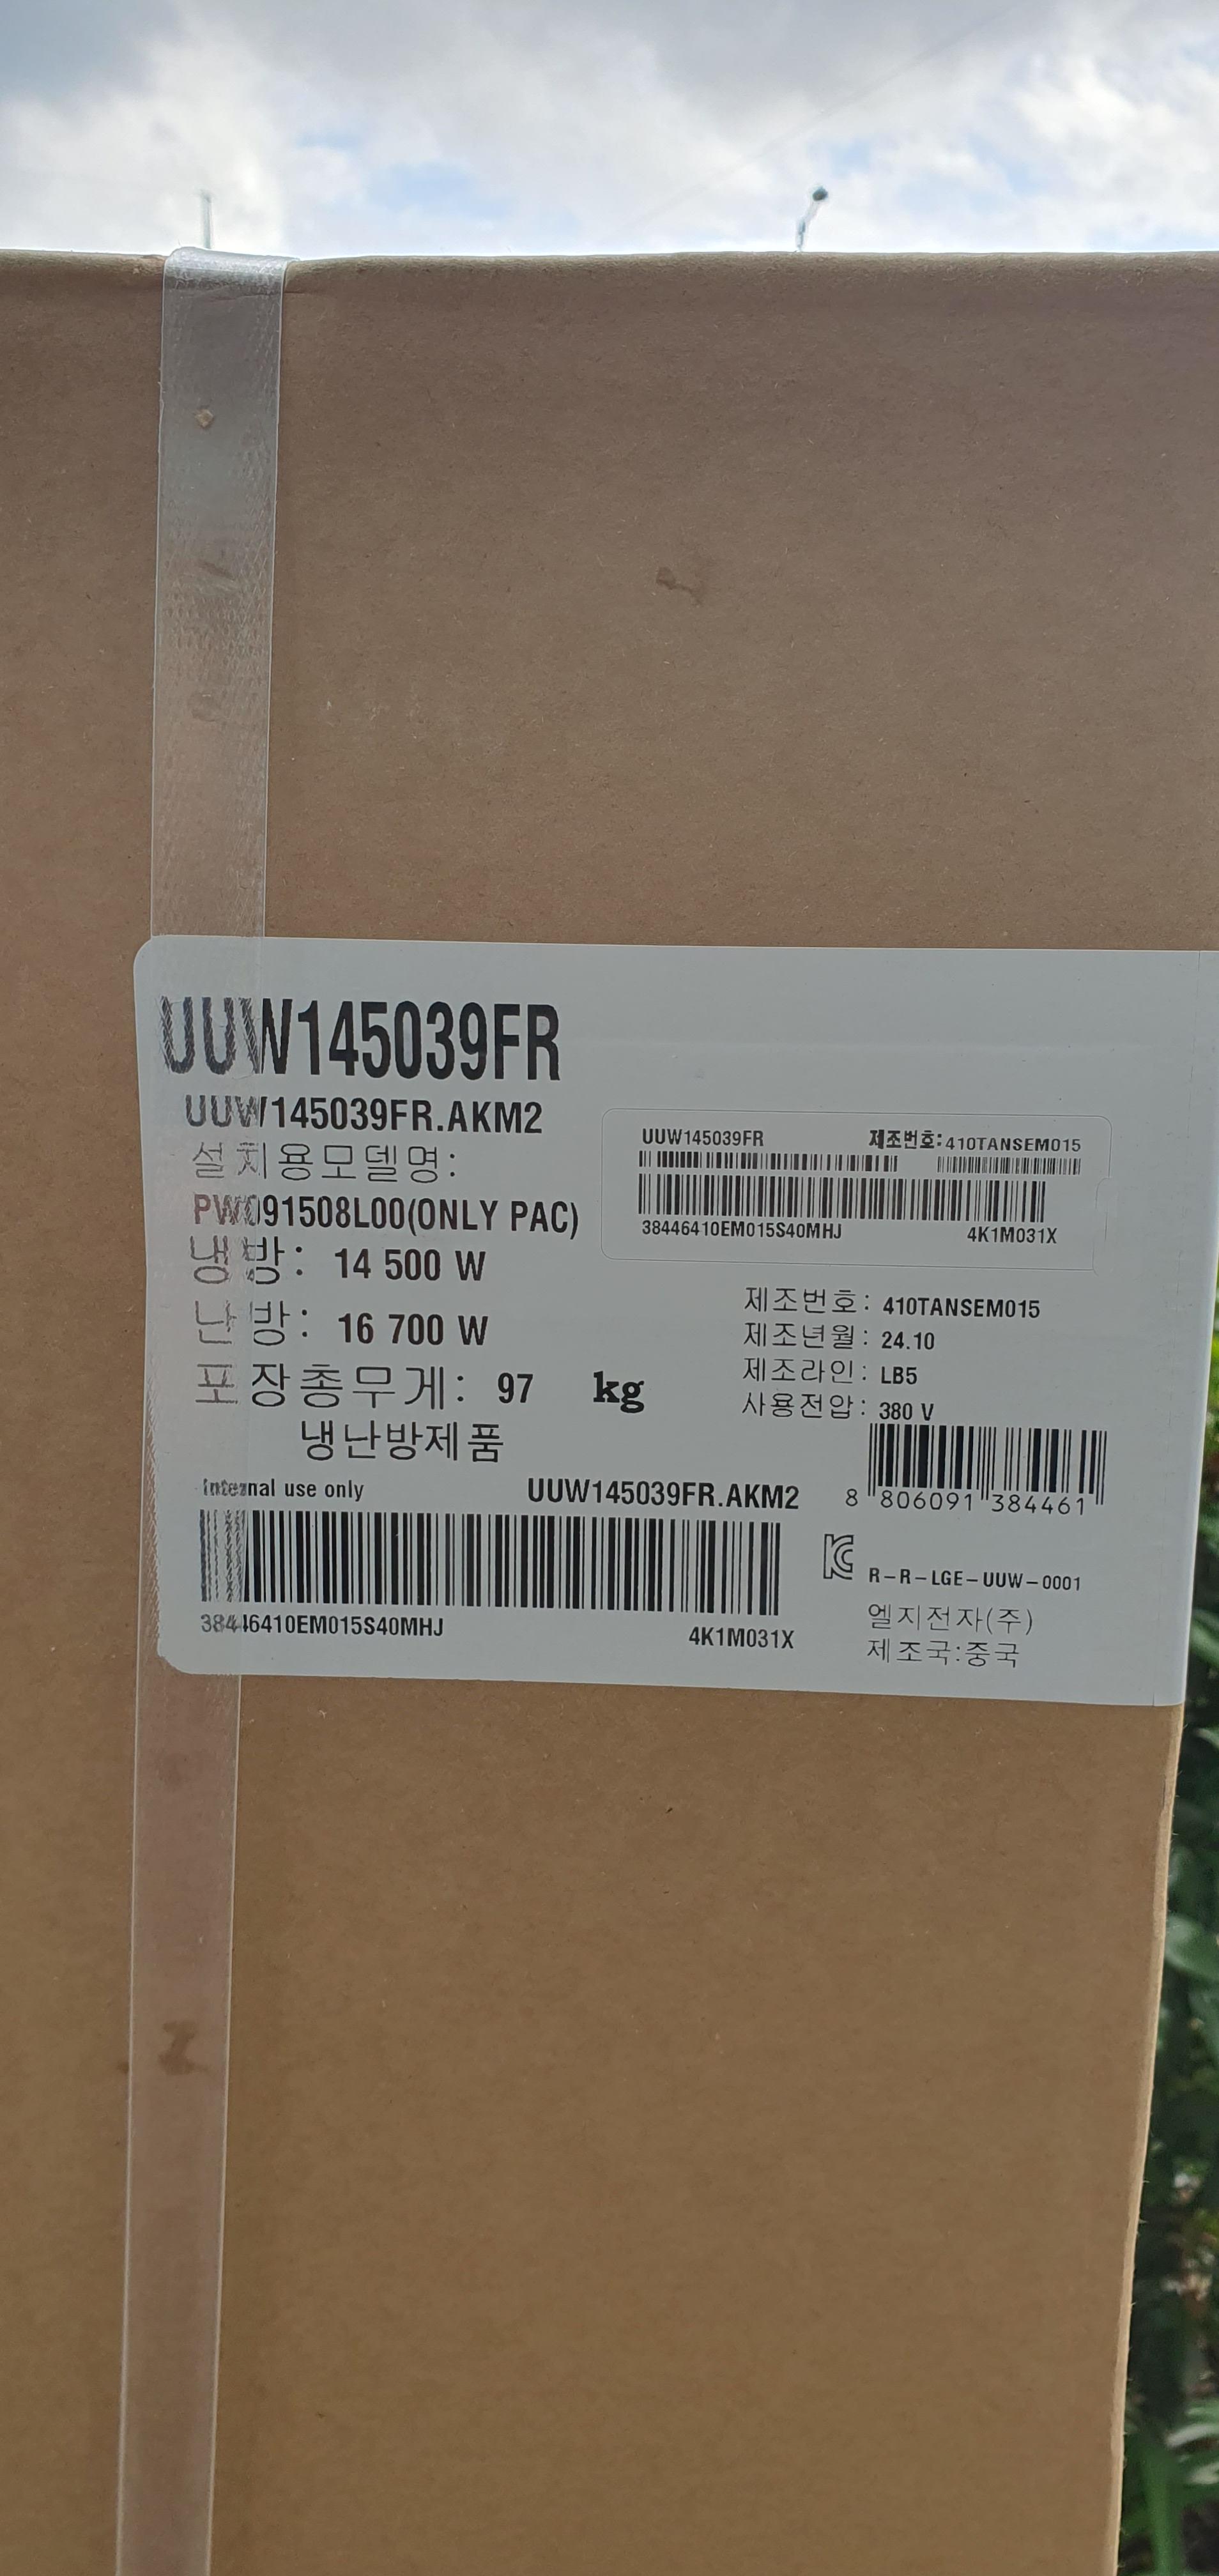 UUW145039FR
UUW145039FR.AKM2
설치용모델명:
PW091508L00(ONLY PAC)
냉방: 14 500 W
난방: 16 700 W
포장총무게: 97 kg
냉난방제품
UUW145039FR 제조번호:410TANSEM015
38446410EM015S40MHJ 4K1M031X
제조번호: 410TANSEM015
제조년월: 24.10
제조라인: LB5
사용전압: 380 V
8 806091 384461
Internal use only UUW145039FR.AKM2
38446410EM015S40MHJ 4K1M031X
R-R-LGE-UUW-0001
엘지전자(주)
제조국:중국